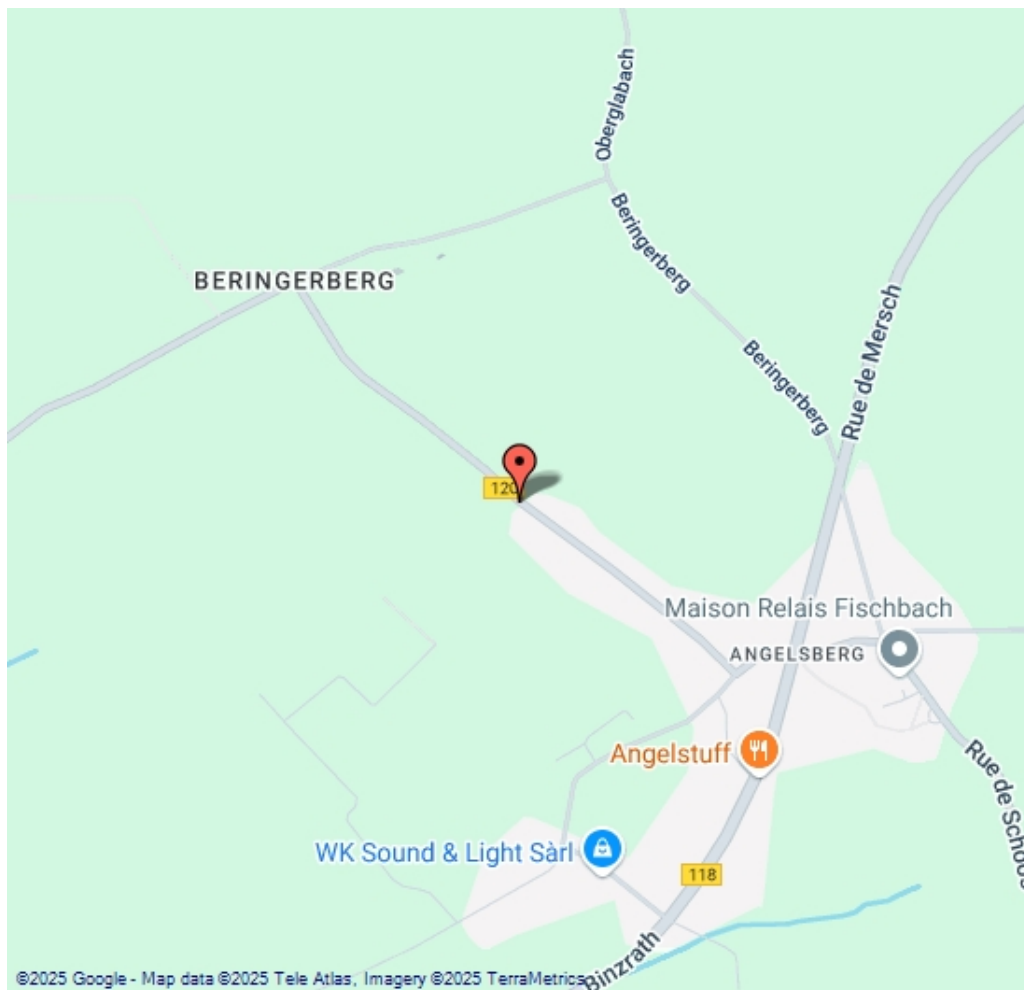 Oberglabach
Beringerberg
BERINGERBERG
Rue de Mersch
Beringerberg
120
Maison Relais Fischbach
ANGELSBERG
Angelstuff
Rue de Schoos
WK Sound & Light Sàrl
118
Binzrath
©2025 Google - Map data ©2025 Tele Atlas, Imagery ©2025 TerraMetrics